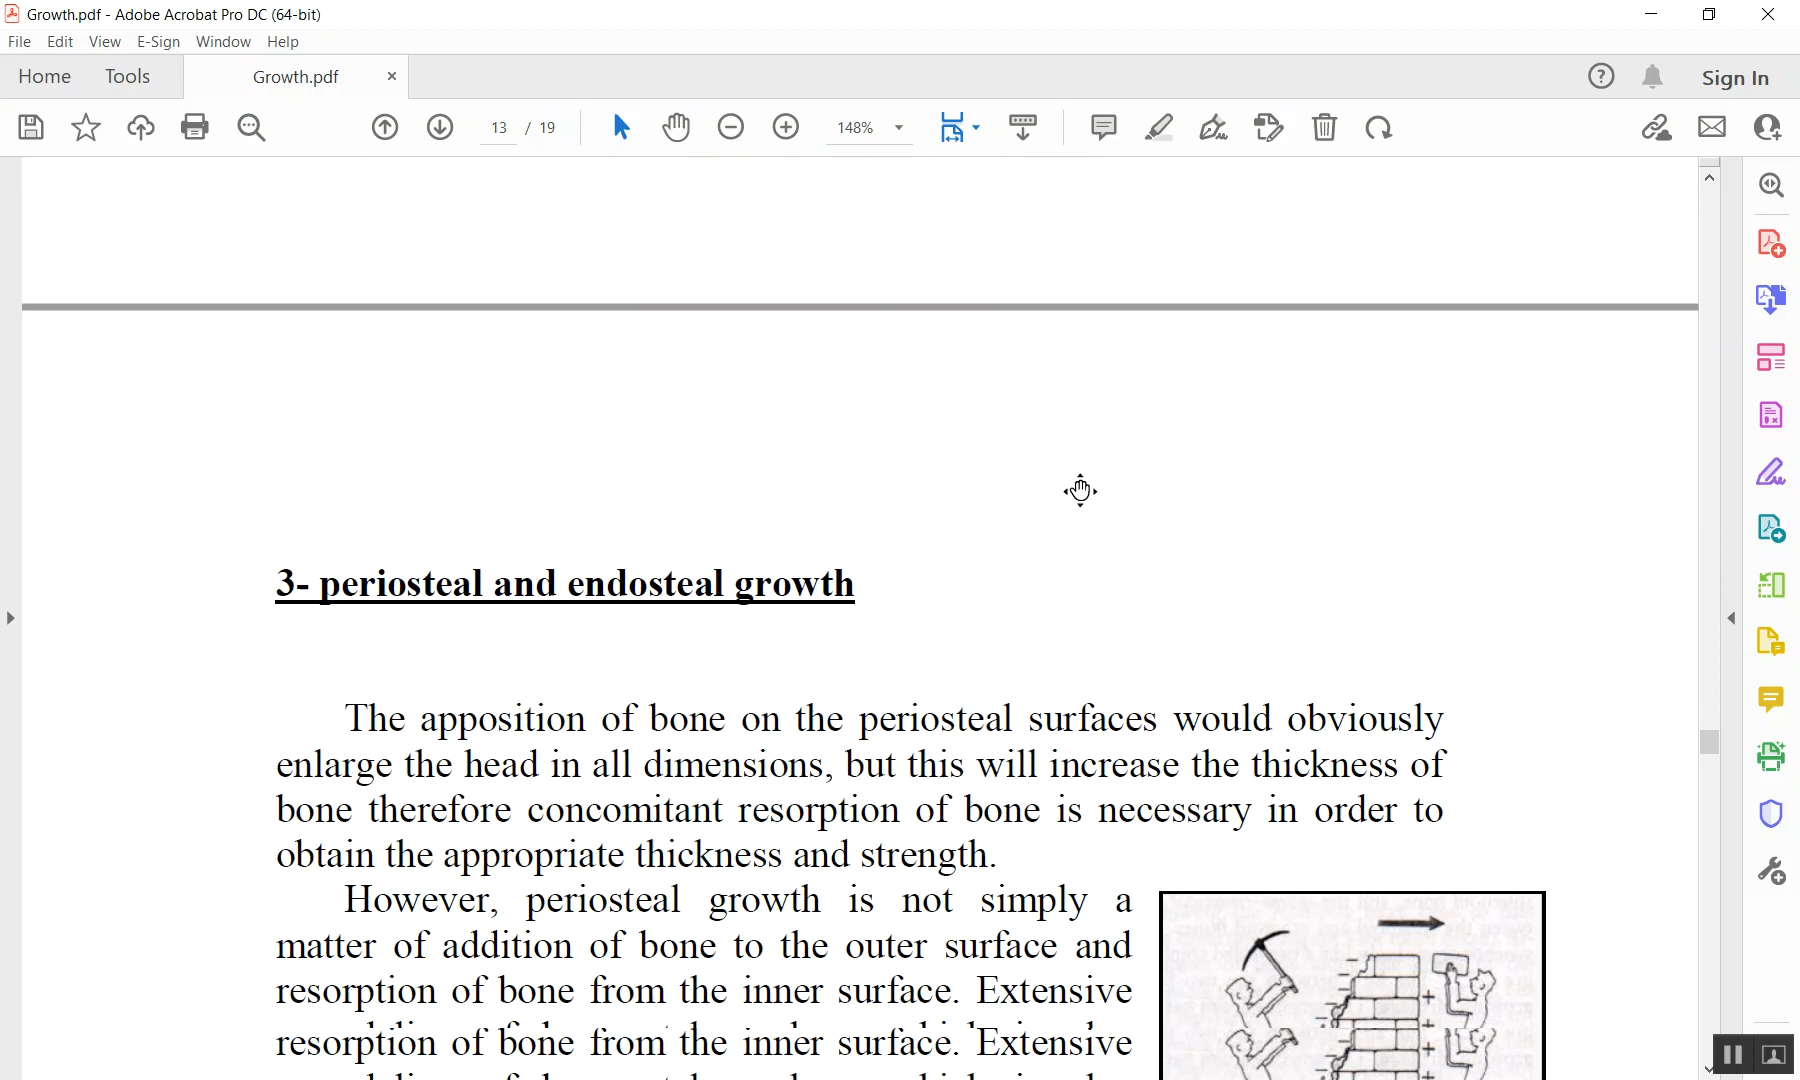 Growth.pdf - Adobe Acrobat Pro DC (64-bit)
File Edit View E-Sign Window Help
Home Tools Growth.pdf × Sign In
13 / 19 148%
3- periosteal and endosteal growth
The apposition of bone on the periosteal surfaces would obviously
enlarge the head in all dimensions, but this will increase the thickness of
bone therefore concomitant resorption of bone is necessary in order to
obtain the appropriate thickness and strength.
However, periosteal growth is not simply a
matter of addition of bone to the outer surface and
resorption of bone from the inner surface. Extensive
resorption of bone from the inner surface. Extensive